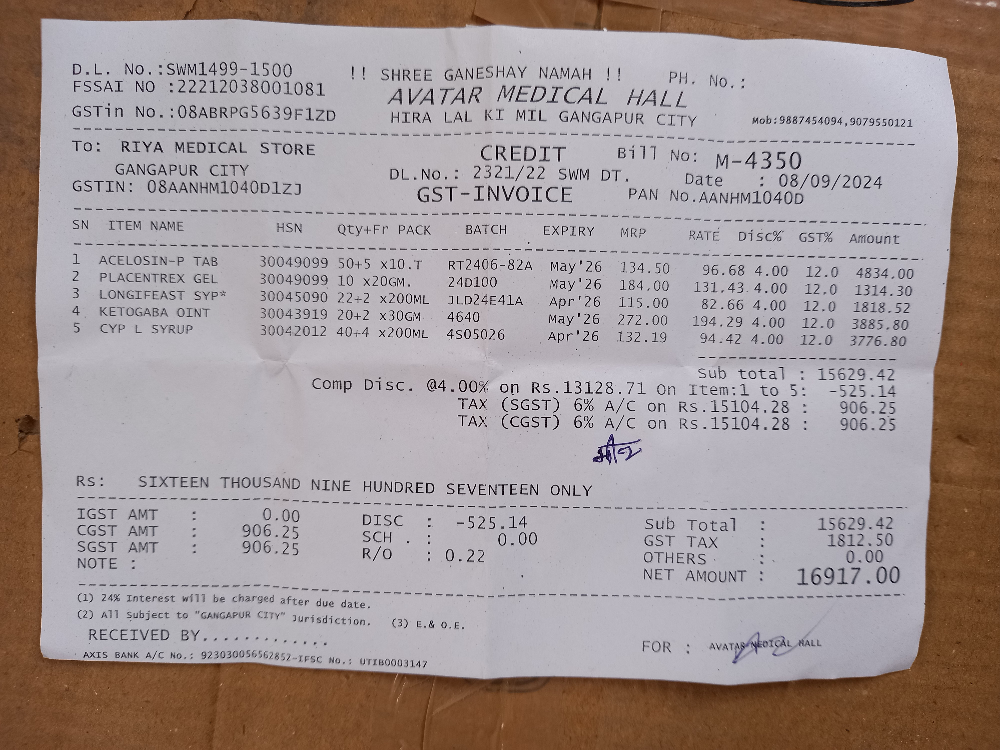 D.L. No.:SWM1499-1500 !! SHREE GANESHAY NAMAH !! PH. No.:
FSSAI NO :22212038001081 AVATAR MEDICAL HALL
GSTin No.:08ABRPG5639F1ZD HIRA LAL KI MIL GANGAPUR CITY Mob:9887454094,9079550121
To: RIYA MEDICAL STORE CREDIT Bill No: M-4350
GANGAPUR CITY DL.No.: 2321/22 SWM DT. Date : 08/09/2024
GSTIN: 08AANHM1040D1ZJ GST-INVOICE PAN No.AANHM1040D
SN ITEM NAME HSN Qty+Fr PACK BATCH EXPIRY MRP RATE Disc% GST% Amount
1 ACELOSIN-P TAB 30049099 50+5 x10.T RT2406-82A May'26 134.50 96.68 4.00 12.0 4834.00
2 PLACENTREX GEL 30049099 10 x20GM. 24D100 May'26 184.00 131.43 4.00 12.0 1314.30
3 LONGIFEAST SYP* 30045090 22+2 x200ML JLD24E41A Apr'26 115.00 82.66 4.00 12.0 1818.52
4 KETOGABA OINT 30043919 20+2 x30GM 4640 May'26 272.00 194.29 4.00 12.0 3885.80
5 CYP L SYRUP 30042012 40+4 x200ML 4S05026 Apr'26 132.19 94.42 4.00 12.0 3776.80
Sub total : 15629.42
Comp Disc. @4.00% on Rs.13128.71 On Item:1 to 5: -525.14
TAX (SGST) 6% A/C on Rs.15104.28 : 906.25
TAX (CGST) 6% A/C on Rs.15104.28 : 906.25
Rs: SIXTEEN THOUSAND NINE HUNDRED SEVENTEEN ONLY
IGST AMT : 0.00 DISC : -525.14 Sub Total : 15629.42
CGST AMT : 906.25 SCH . : 0.00 GST TAX : 1812.50
SGST AMT : 906.25 R/O : 0.22 OTHERS : 0.00
NOTE : NET AMOUNT : 16917.00
(1) 24% Interest will be charged after due date.
(2) All Subject to "GANGAPUR CITY" Jurisdiction. (3) E.& O.E.
RECEIVED BY............. FOR : AVATAR MEDICAL HALL
AXIS BANK A/C No.: 923030056562857-IFSC No.: UTIB0003147